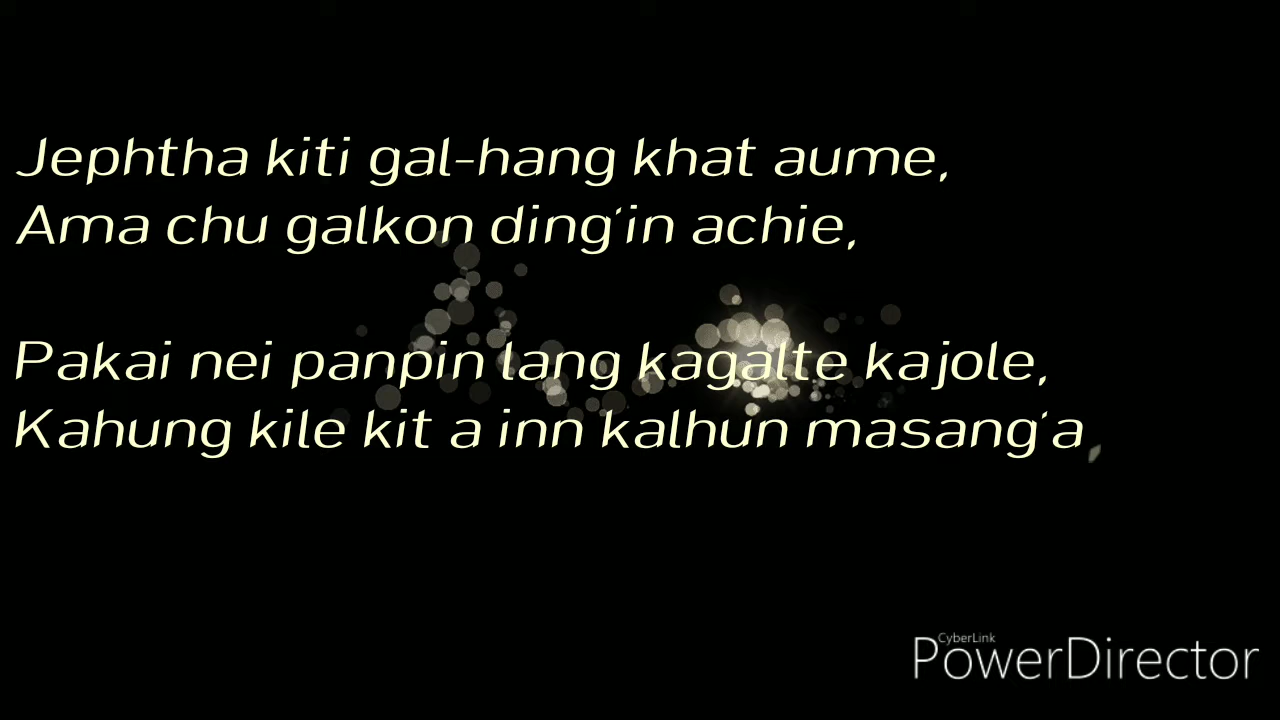 Jephtha kiti gal-hang khat aume,
Ama chu galkon ding'in achie,
Pakai nei panpin lang kagalte kajole,
Kahung kile kit a inn kalhun masang'a,
CyberLink
PowerDirector